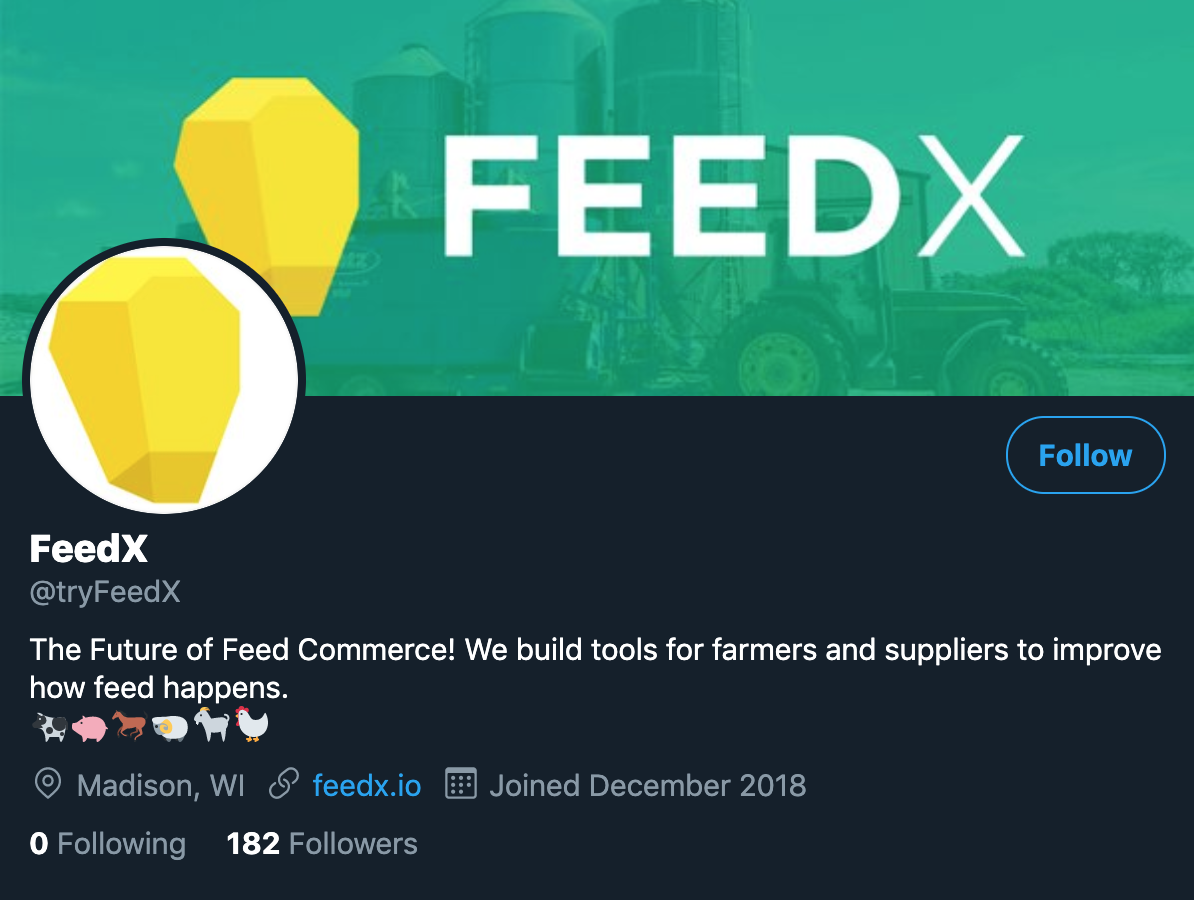 FEEDX
Follow
FeedX
@tryFeedX
The Future of Feed Commerce! We build tools for farmers and suppliers to improve
how feed happens.
🐄🐖🐎🐏🐐🐓
Madison, WI feedx.io Joined December 2018
0 Following 182 Followers